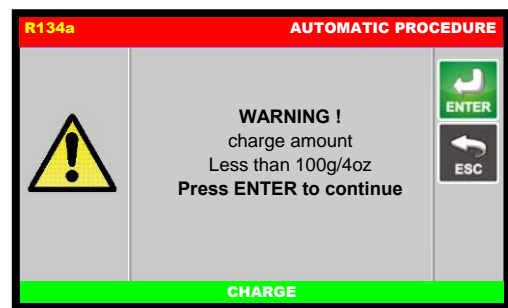 R134a
AUTOMATIC PROCEDURE
WARNING !
charge amount
Less than 100g/4oz
Press ENTER to continue
ENTER
ESC
CHARGE